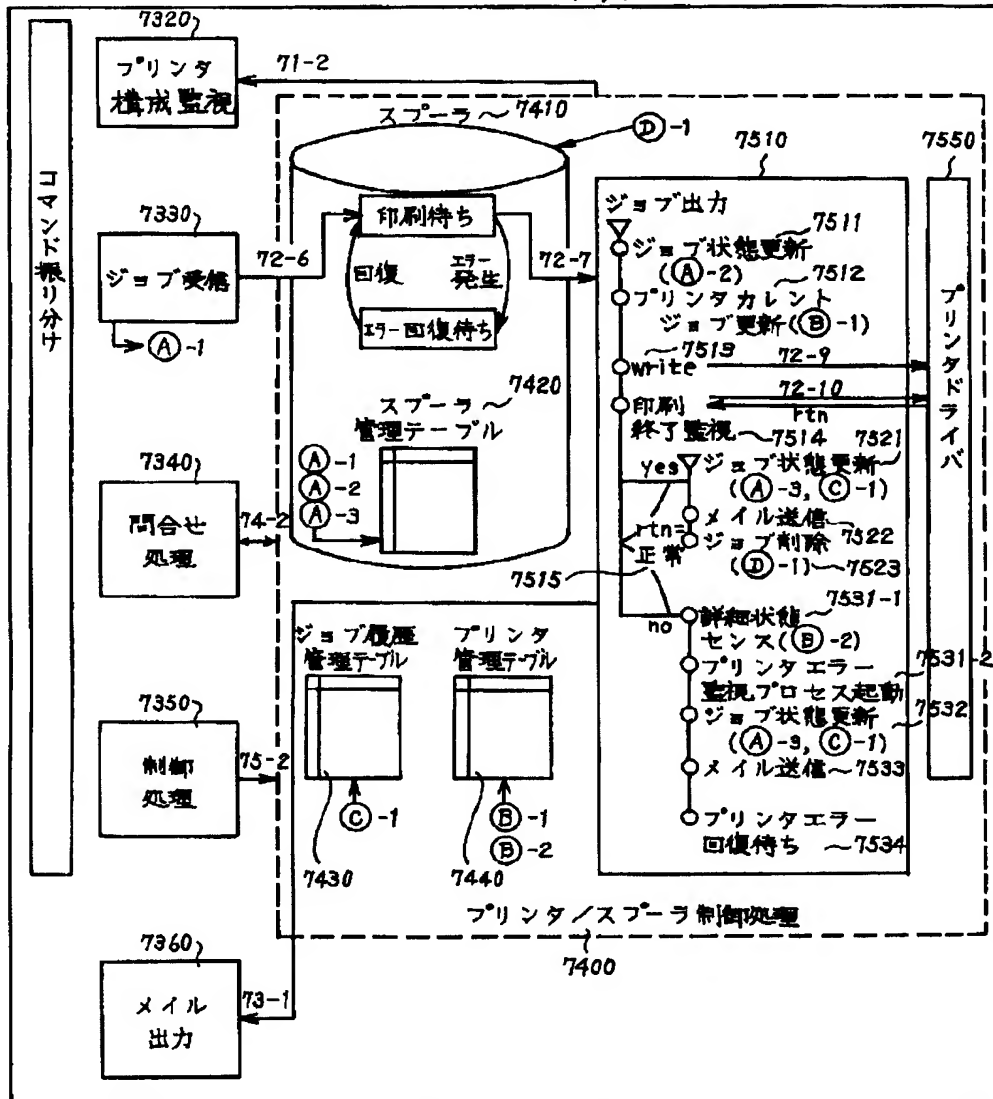 7320
プリンタ
構成監視
71-2
コマンド振り分け
7330
ジョブ受信
Ⓐ-1
72-6
スプーラ 7410
Ⓓ-1
印刷待ち
回復
エラー
発生
エラー回復待ち
72-7
スプーラ 7420
管理テーブル
Ⓐ-1
Ⓐ-2
Ⓐ-3
7340
問合せ
処理
74-2
7350
制御
処理
75-2
7360
メイル
出力
73-1
ジョブ履歴
管理テーブル
Ⓒ-1
7430
プリンタ
管理テーブル
Ⓑ-1
Ⓑ-2
7440
7510
ジョブ出力
7511
ジョブ状態更新
(Ⓐ-2)
7512
プリンタカレント
ジョブ更新(Ⓑ-1)
7513
write
72-9
72-10
rtn
印刷
終了監視
7514
7521
yes
ジョブ状態更新
(Ⓐ-3, Ⓒ-1)
メイル送信
7522
rtn=
正常
ジョブ削除
(Ⓓ-1)
7523
7515
no
7531-1
詳細状態
センス(Ⓑ-2)
7531-2
プリンタエラー
監視プロセス起動
7532
ジョブ状態更新
(Ⓐ-3, Ⓒ-1)
メイル送信 7533
プリンタエラー
回復待ち 7534
7550
プリンタドライバ
プリンタ/スプーラ制御処理
7400